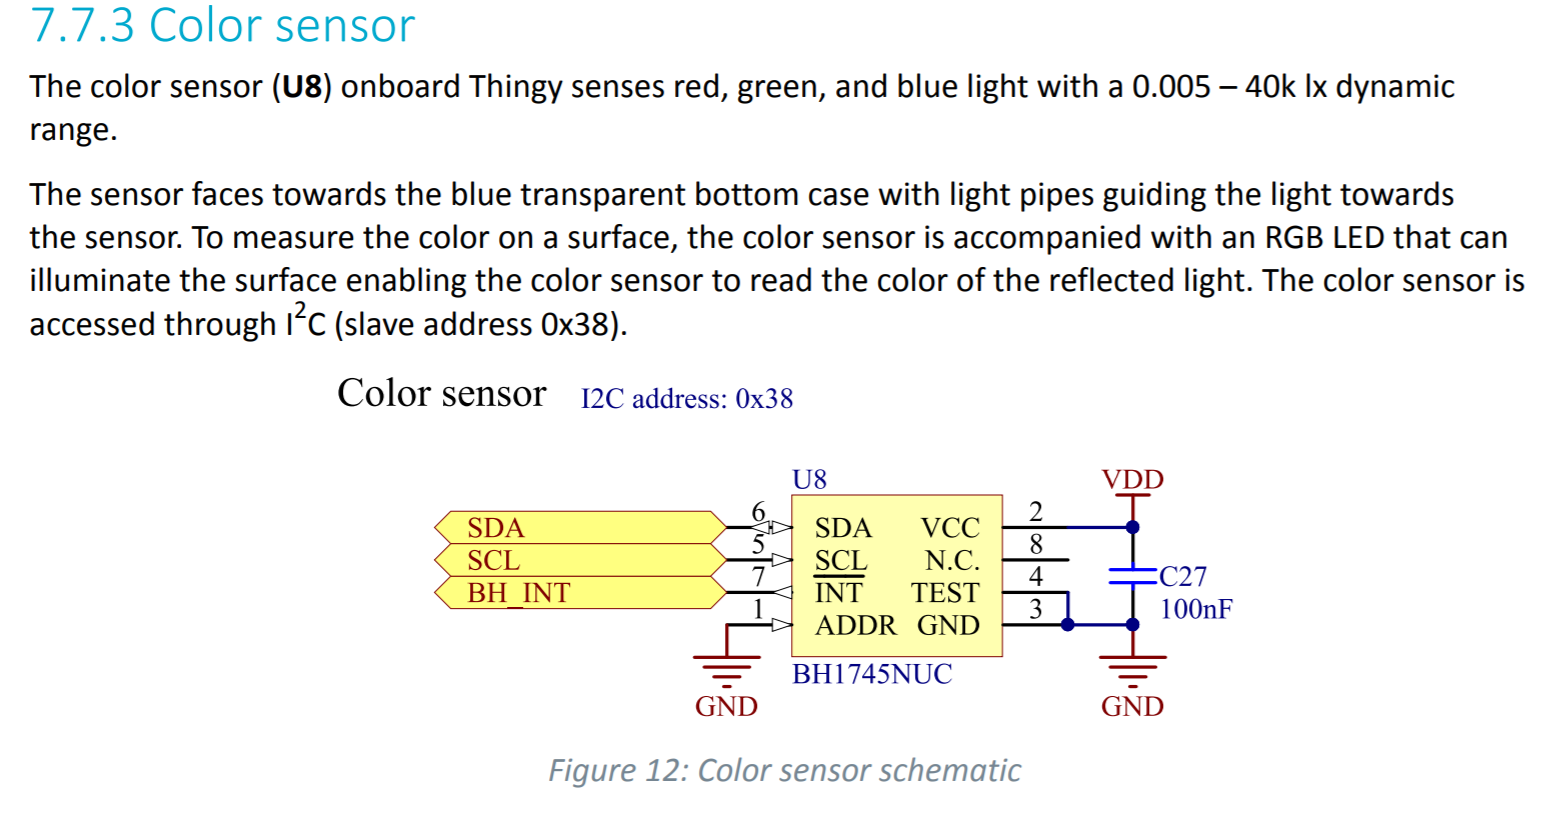 7.7.3 Color sensor
The color sensor (U8) onboard Thingy senses red, green, and blue light with a 0.005 – 40k lx dynamic
range.
The sensor faces towards the blue transparent bottom case with light pipes guiding the light towards
the sensor. To measure the color on a surface, the color sensor is accompanied with an RGB LED that can
illuminate the surface enabling the color sensor to read the color of the reflected light. The color sensor is
accessed through I²C (slave address 0x38).
Color sensor I2C address: 0x38
U8 VDD
SDA 6 SDA VCC 2
SCL 5 SCL N.C. 8
BH_INT 7 INT TEST 4 C27
1 ADDR GND 3 100nF
BH1745NUC
GND GND
Figure 12: Color sensor schematic